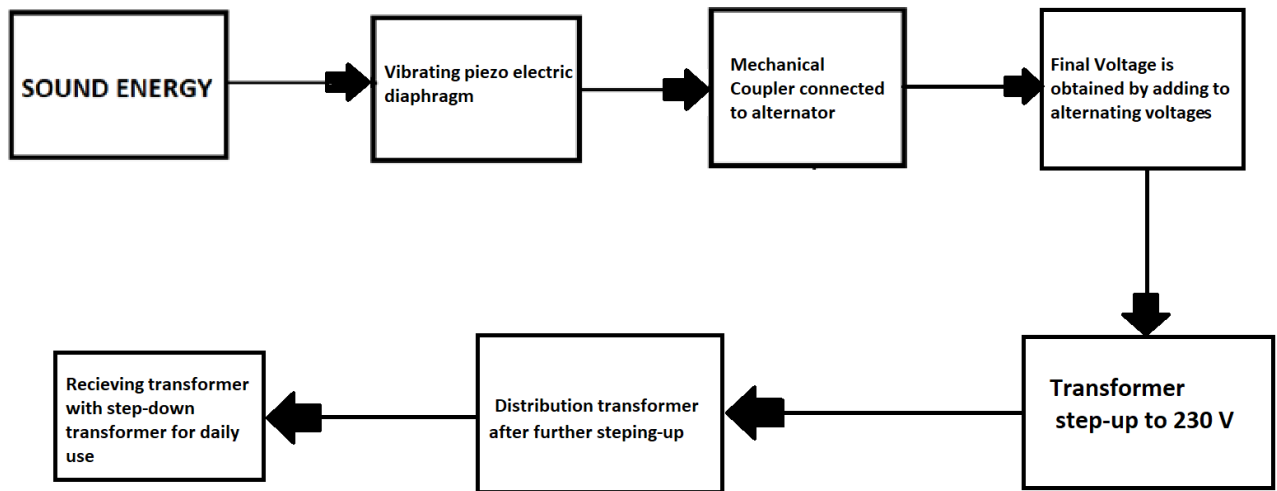 SOUND ENERGY
Vibrating piezo electric
diaphragm
Mechanical
Coupler connected
to alternator
Final Voltage is
obtained by adding to
alternating voltages
Transformer
step-up to 230 V
Distribution transformer
after further steping-up
Recieving transformer
with step-down
transformer for daily
use